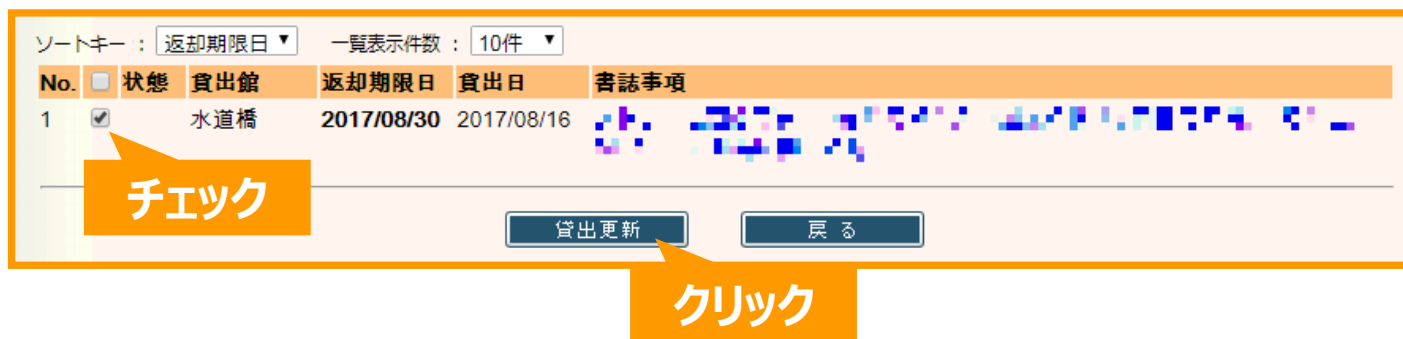 ソートキー : 返却期限日 一覧表示件数 : 10件
No. 状態 貸出館 返却期限日 貸出日 書誌事項
1 水道橋 2017/08/30 2017/08/16
チェック
貸出更新 戻る
クリック